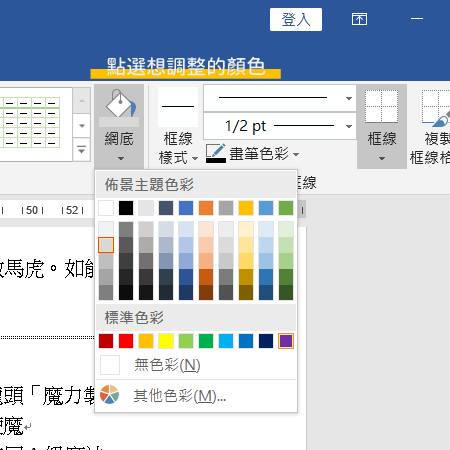 登入
點選想調整的顏色
網底
框線
樣式
1/2 pt
畫筆色彩
框線
複製
框線格
框線
佈景主題色彩
50 52
馬虎。如
標準色彩
無色彩(N)
其他色彩(M)...
頭「魔力
魔